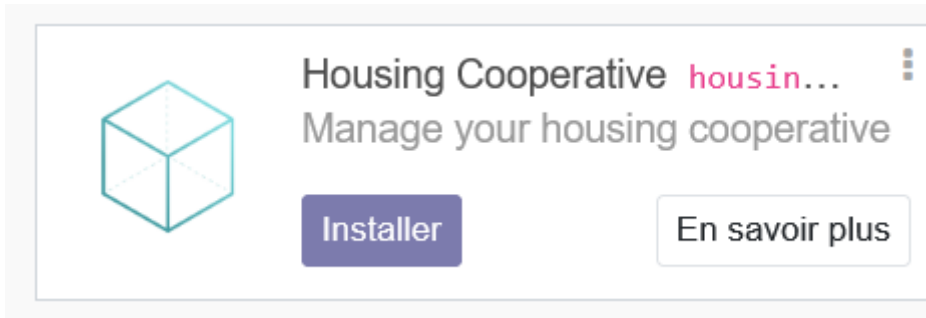 Housing Cooperative housin...
Manage your housing cooperative
Installer
En savoir plus